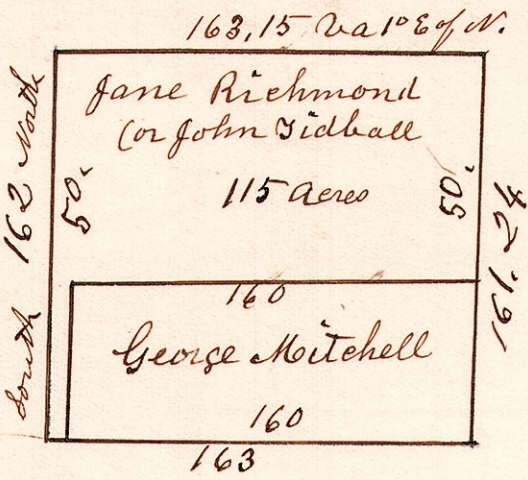 163,15 Va 1° E of N.
Jane Richmond
(or John Tidball
115 acres
South 162 North
50.
50.
161.24
160
George Mitchell
160
163